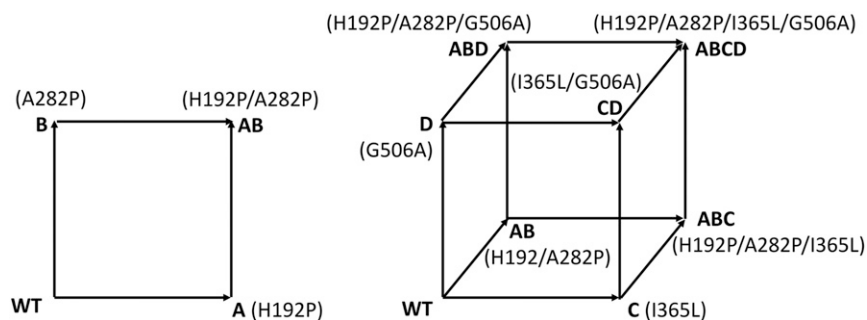 (A282P)
B
(H192P/A282P)
AB
WT
A (H192P)
(H192P/A282P/G506A)
ABD
(H192P/A282P/I365L/G506A)
ABCD
(I365L/G506A)
CD
D
(G506A)
AB
(H192/A282P)
ABC
(H192P/A282P/I365L)
WT
C (I365L)